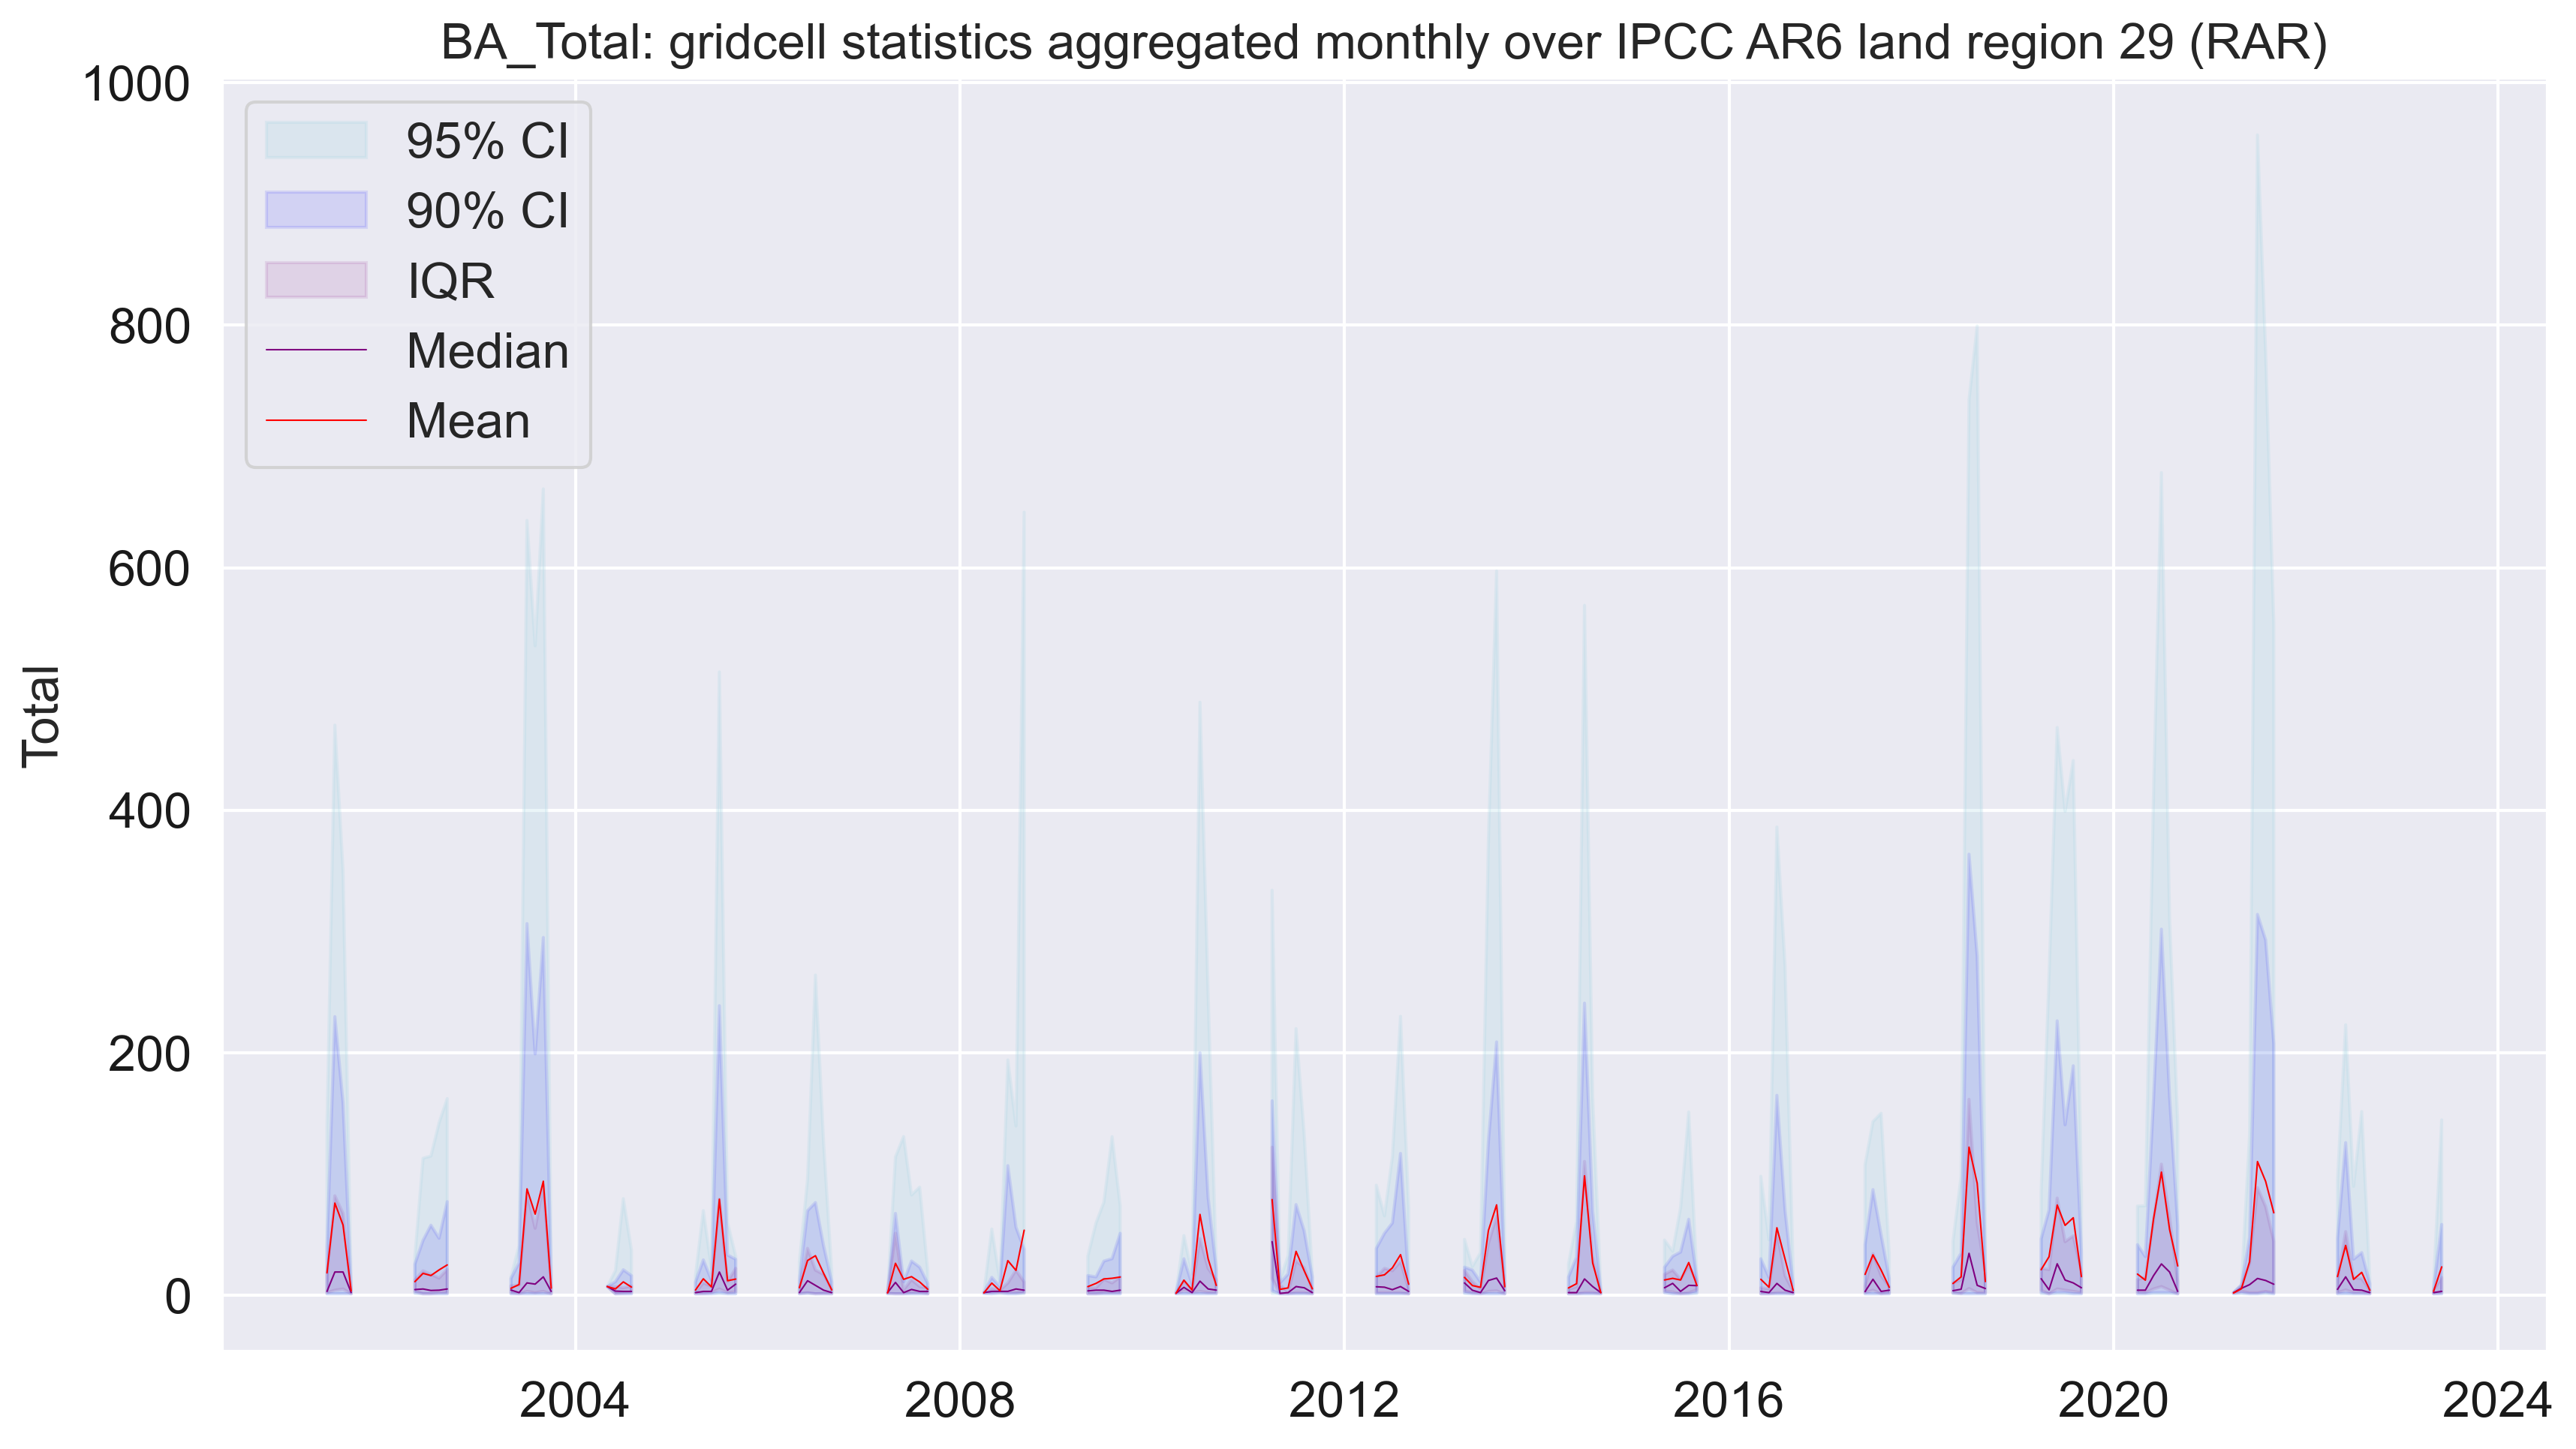 BA_Total: gridcell statistics aggregated monthly over IPCC AR6 land region 29 (RAR)
1000
800
600
400
200
0
Total
95% CI
90% CI
IQR
Median
Mean
2004
2008
2012
2016
2020
2024